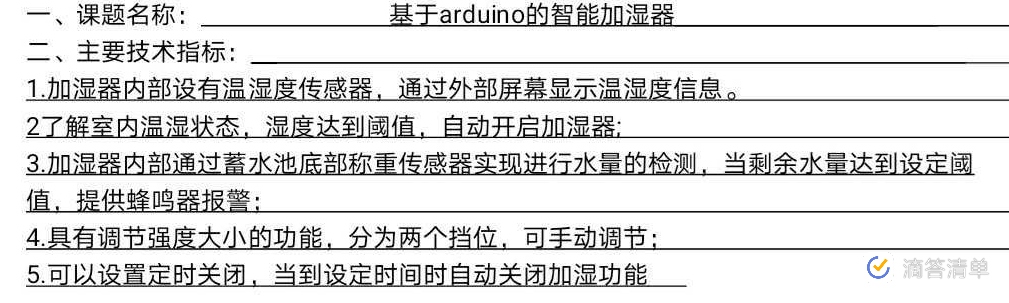 一、课题名称：基于arduino的智能加湿器
二、主要技术指标：
1.加湿器内部设有温湿度传感器，通过外部屏幕显示温湿度信息。
2了解室内温湿状态，湿度达到阈值，自动开启加湿器;
3.加湿器内部通过蓄水池底部称重传感器实现进行水量的检测，当剩余水量达到设定阈
值，提供蜂鸣器报警；
4.具有调节强度大小的功能，分为两个挡位，可手动调节；
5.可以设置定时关闭，当到设定时间时自动关闭加湿功能
滴答清单